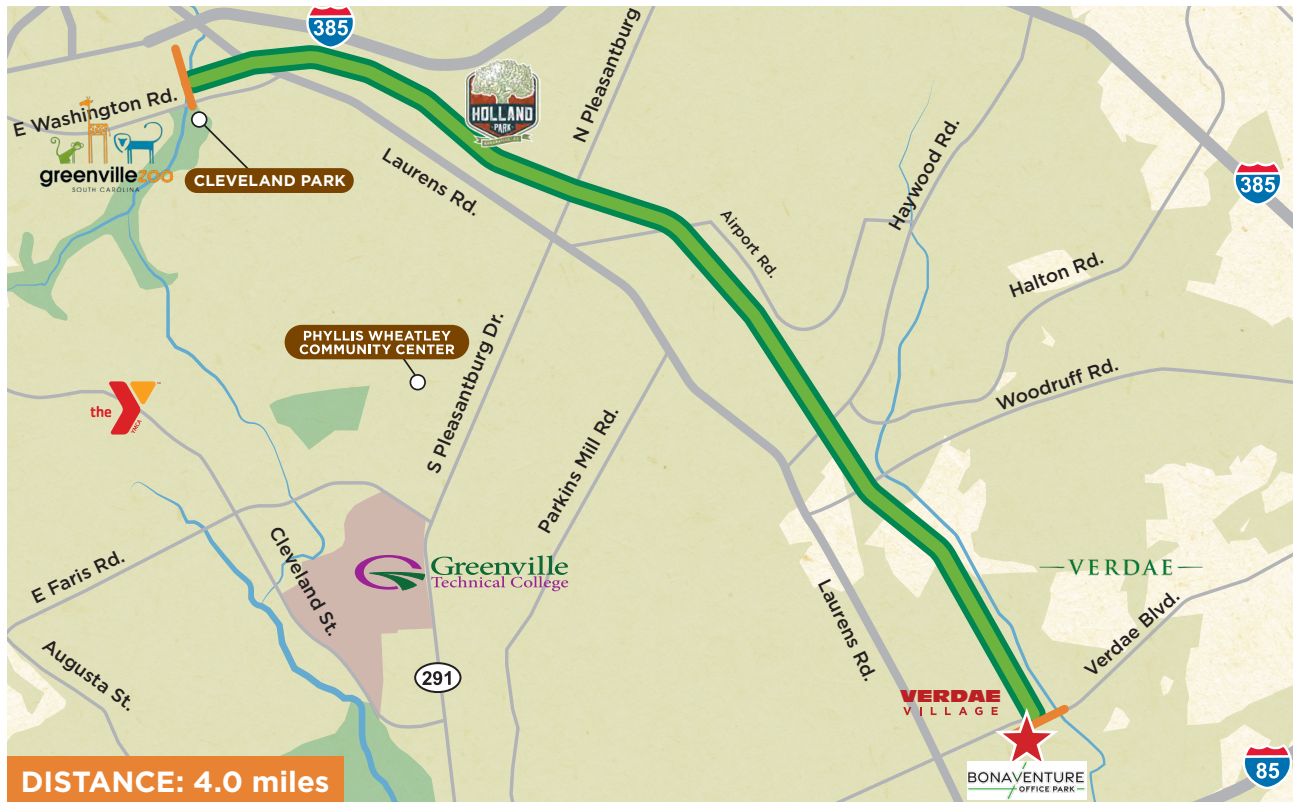 385
E Washington Rd.
greenvillezoo
SOUTH CAROLINA
CLEVELAND PARK
HOLLAND
PARK
N Pleasantburg
Laurens Rd.
Airport Rd.
Haywood Rd.
385
Halton Rd.
PHYLLIS WHEATLEY
COMMUNITY CENTER
S Pleasantburg Dr.
Woodruff Rd.
the
YMCA
Parkins Mill Rd.
E Faris Rd.
Cleveland St.
Greenville
Technical College
Augusta St.
291
Laurens Rd.
VERDAE
Verdae Blvd.
VERDAE
VILLAGE
BONAVENTURE
OFFICE PARK
85
DISTANCE: 4.0 miles